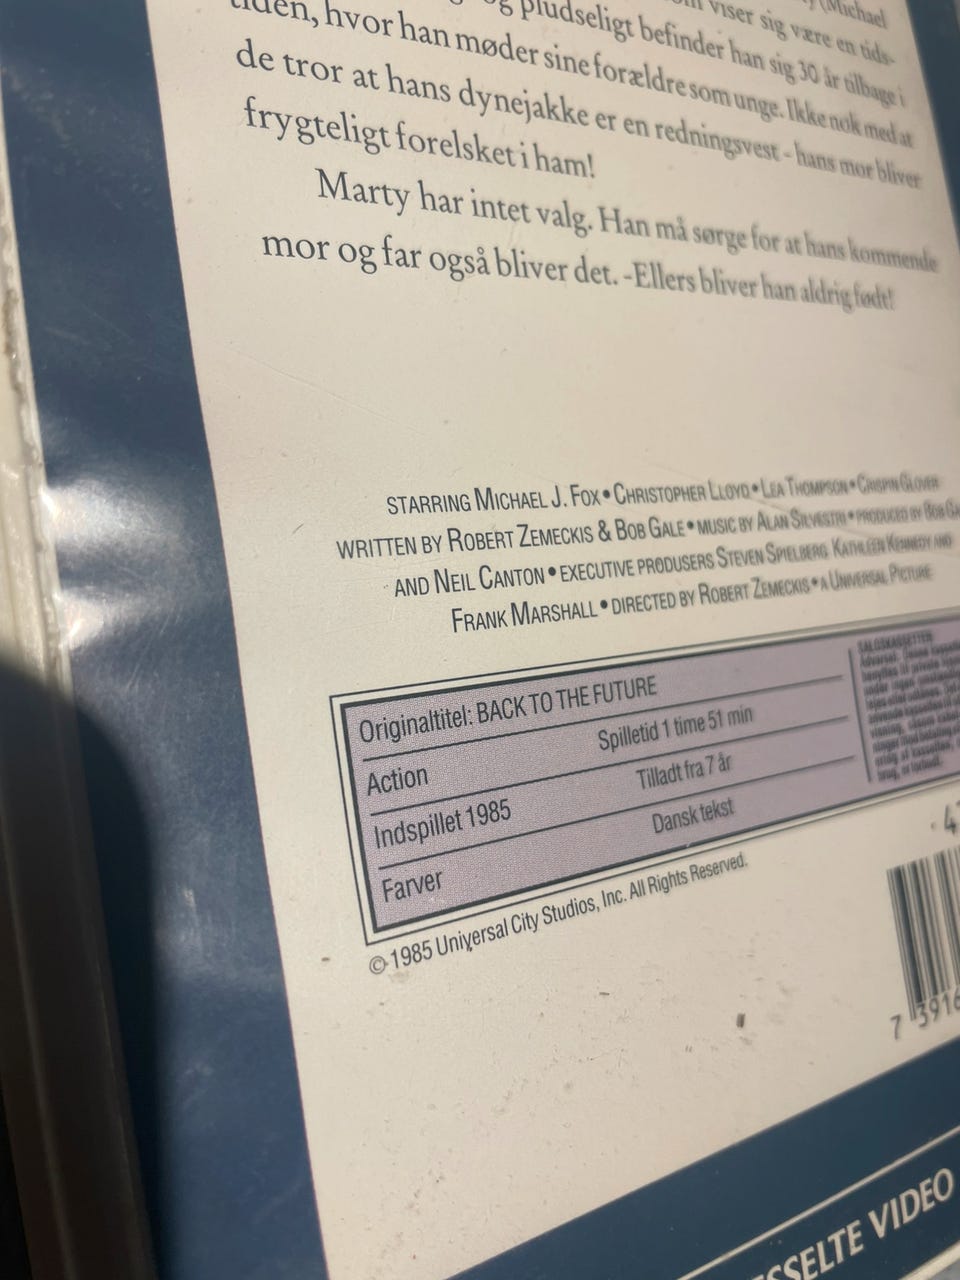 (Michael
viser sig være en tids-
og pludseligt befinder han sig 30 år tilbage i
tiden, hvor han møder sine forældre som unge. Ikke nok med at
de tror at hans dynejakke er en redningsvest - hans mor bliver
frygteligt forelsket i ham!
Marty har intet valg. Han må sørge for at hans kommende
mor og far også bliver det. -Ellers bliver han aldrig født!
STARRING MICHAEL J. FOX • CHRISTOPHER LLOYD • LEA THOMPSON • CRISPIN GLOVER
WRITTEN BY ROBERT ZEMECKIS & BOB GALE • MUSIC BY ALAN SILVESTRI • PRODUCED BY BOB GA
AND NEIL CANTON • EXECUTIVE PRODUSERS STEVEN SPIELBERG KATHLEEN KENNEDY AND
FRANK MARSHALL • DIRECTED BY ROBERT ZEMECKIS • A UNIVERSAL PICTURE
Originaltitel: BACK TO THE FUTURE
Action Spilletid 1 time 51 min
Indspillet 1985 Tilladt fra 7 år
Farver Dansk tekst
SALGSKASSETTER
© 1985 Universal City Studios, Inc. All Rights Reserved.
7 3916
SSELTE VIDEO